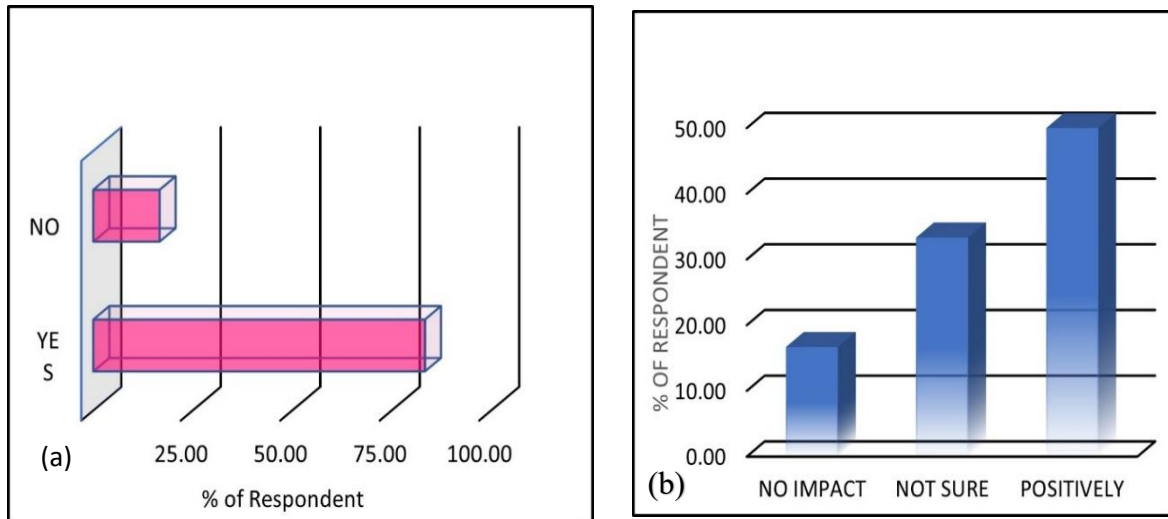 NO
YE
S
25.00 50.00 75.00 100.00
% of Respondent
(a)
% OF RESPONDENT
50.00
40.00
30.00
20.00
10.00
0.00
NO IMPACT NOT SURE POSITIVELY
(b)